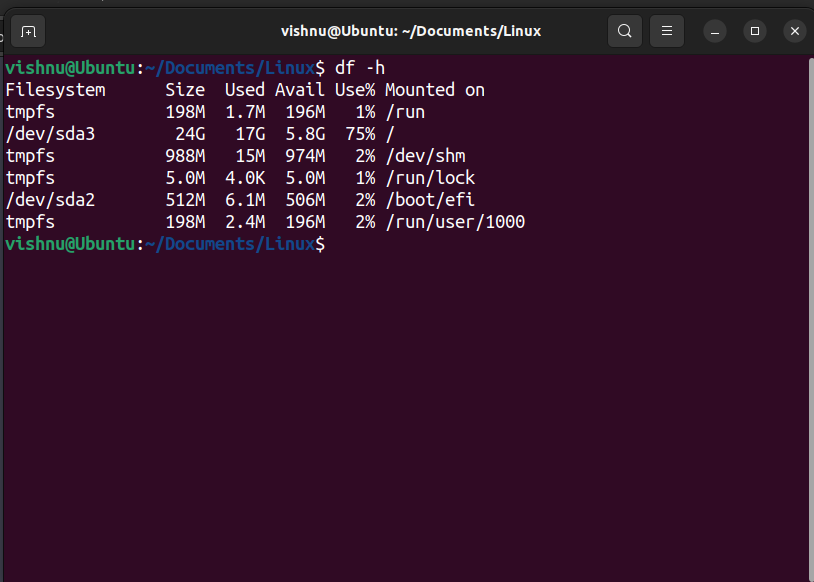 vishnu@Ubuntu: ~/Documents/Linux
vishnu@Ubuntu:~/Documents/Linux$ df -h
Filesystem      Size  Used Avail Use% Mounted on
tmpfs           198M  1.7M  196M   1% /run
/dev/sda3        24G   17G  5.8G  75% /
tmpfs           988M   15M  974M   2% /dev/shm
tmpfs           5.0M  4.0K  5.0M   1% /run/lock
/dev/sda2       512M  6.1M  506M   2% /boot/efi
tmpfs           198M  2.4M  196M   2% /run/user/1000
vishnu@Ubuntu:~/Documents/Linux$